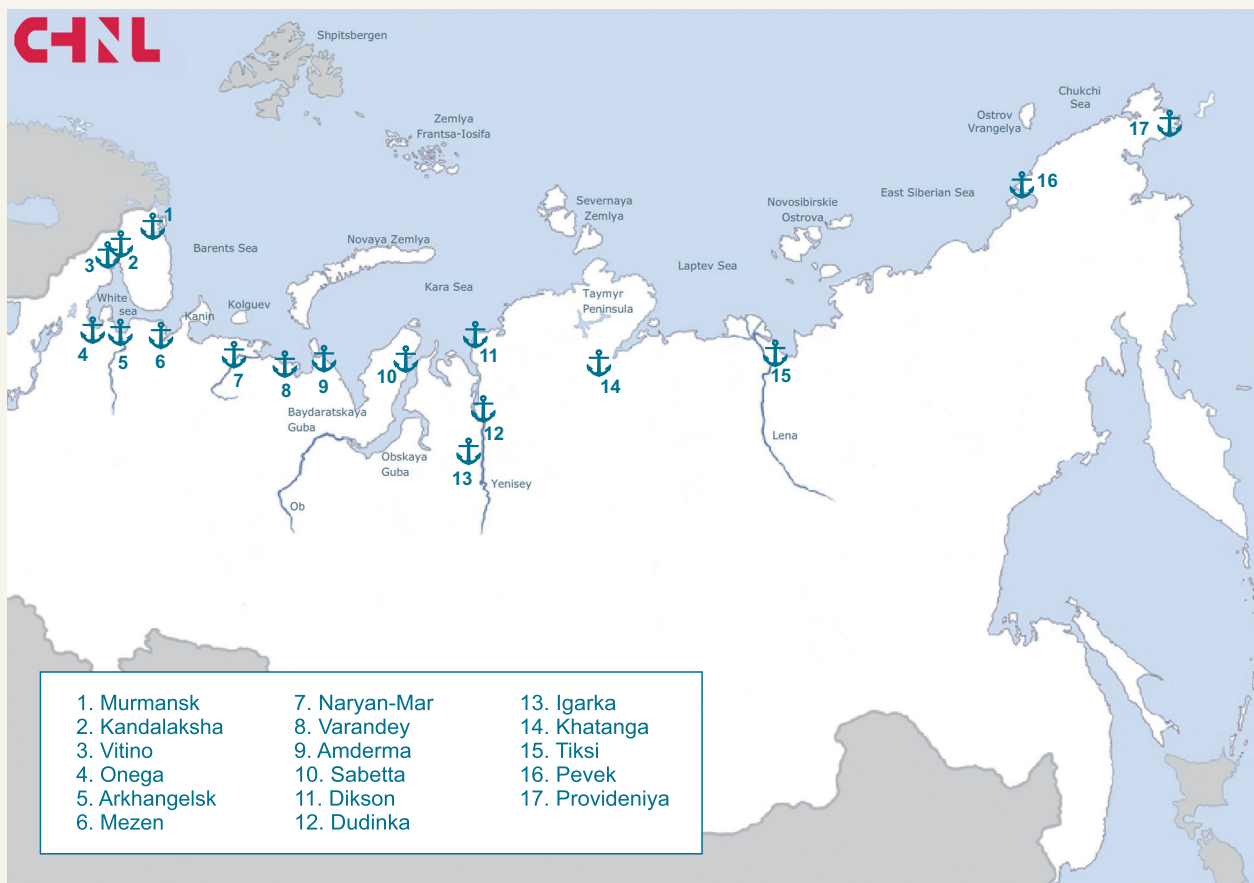 CHNL
Shpitsbergen
Zemlya
Frantsa-Iosifa
Chukchi
Sea
Ostrov
Vrangelya
17
16
East Siberian Sea
Severnaya
Zemlya
Novosibirskie
Ostrova
1
Barents Sea
Novaya Zemlya
2
3
Laptev Sea
Kara Sea
Taymyr
Peninsula
White
sea
Kanin
Kolguev
4
5
6
7
8
9
10
11
14
15
Baydaratskaya
Guba
12
Obskaya
Guba
13
Yenisey
Lena
Ob
1. Murmansk
2. Kandalaksha
3. Vitino
4. Onega
5. Arkhangelsk
6. Mezen
7. Naryan-Mar
8. Varandey
9. Amderma
10. Sabetta
11. Dikson
12. Dudinka
13. Igarka
14. Khatanga
15. Tiksi
16. Pevek
17. Provideniya